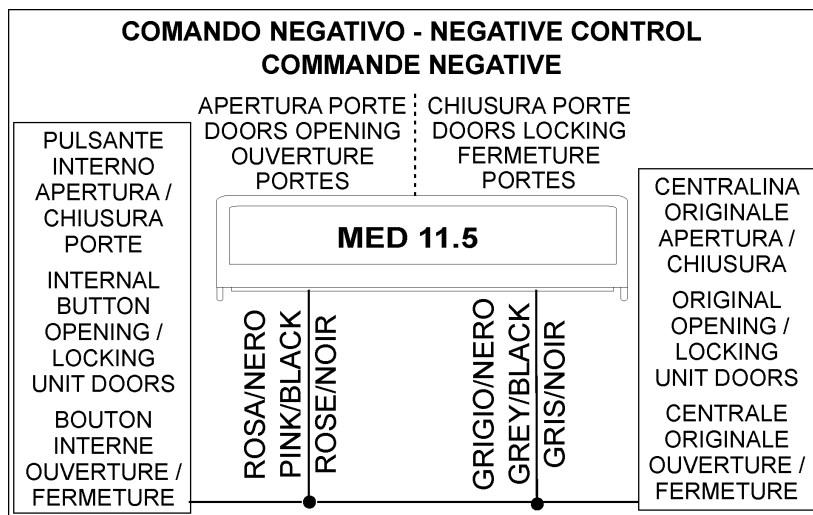 COMANDO NEGATIVO - NEGATIVE CONTROL
COMMANDE NEGATIVE
APERTURA PORTE
DOORS OPENING
OUVERTURE
PORTES
CHIUSURA PORTE
DOORS LOCKING
FERMETURE
PORTES
PULSANTE
INTERNO
APERTURA /
CHIUSURA
PORTE
INTERNAL
BUTTON
OPENING /
LOCKING
UNIT DOORS
BOUTON
INTERNE
OUVERTURE /
FERMETURE
MED 11.5
ROSA/NERO
PINK/BLACK
ROSE/NOIR
GRIGIO/NERO
GREY/BLACK
GRIS/NOIR
CENTRALINA
ORIGINALE
APERTURA /
CHIUSURA
ORIGINAL
OPENING /
LOCKING
UNIT DOORS
CENTRALE
ORIGINALE
OUVERTURE /
FERMETURE